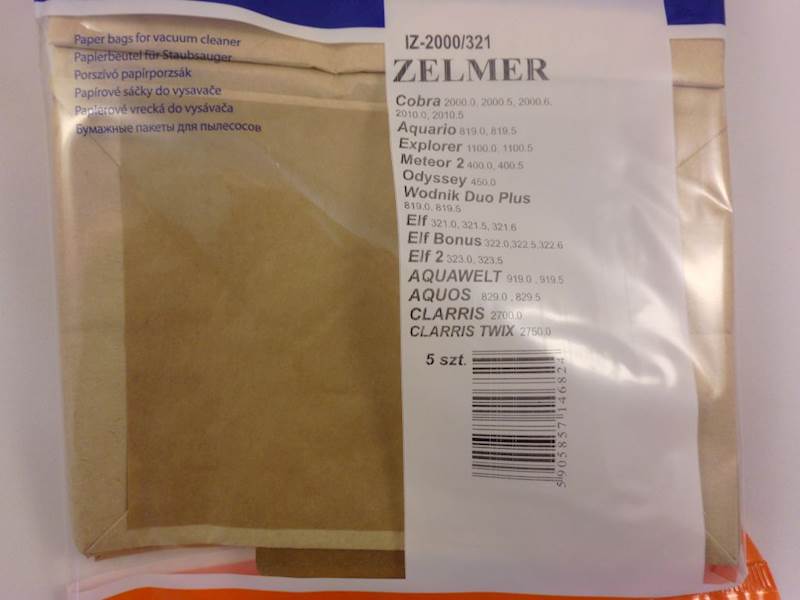 Paper bags for vacuum cleaner
Papierbeutel für Staubsauger
Porszívó papírporzsák
Papírové sáčky do vysavače
Papierové vrecká do vysávača
Бумажные пакеты для пылесосов
IZ-2000/321
ZELMER
Cobra 2000.0, 2000.5, 2000.6,
2010.0, 2010.5
Aquario 819.0, 819.5
Explorer 1100.0, 1100.5
Meteor 2 400.0, 400.5
Odyssey 450.0
Wodnik Duo Plus
819.0, 819.5
Elf 321.0, 321.5, 321.6
Elf Bonus 322.0,322.5,322.6
Elf 2 323.0, 323.5
AQUAWELT 919.0 , 919.5
AQUOS 829.0 , 829.5
CLARRIS 2700.0
CLARRIS TWIX 2750.0
5 szt.
5905857146824